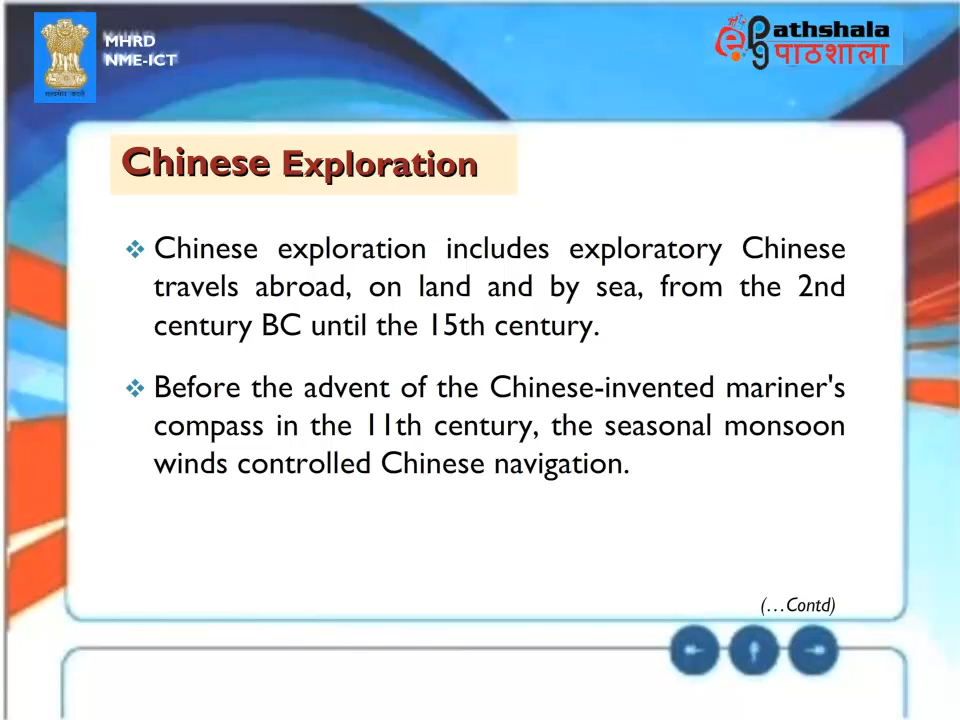 MHRD
NME-ICT
ePathshala
पाठशाला
Chinese Exploration
❖ Chinese exploration includes exploratory Chinese
travels abroad, on land and by sea, from the 2nd
century BC until the 15th century.
❖ Before the advent of the Chinese-invented mariner's
compass in the 11th century, the seasonal monsoon
winds controlled Chinese navigation.
(…Contd)